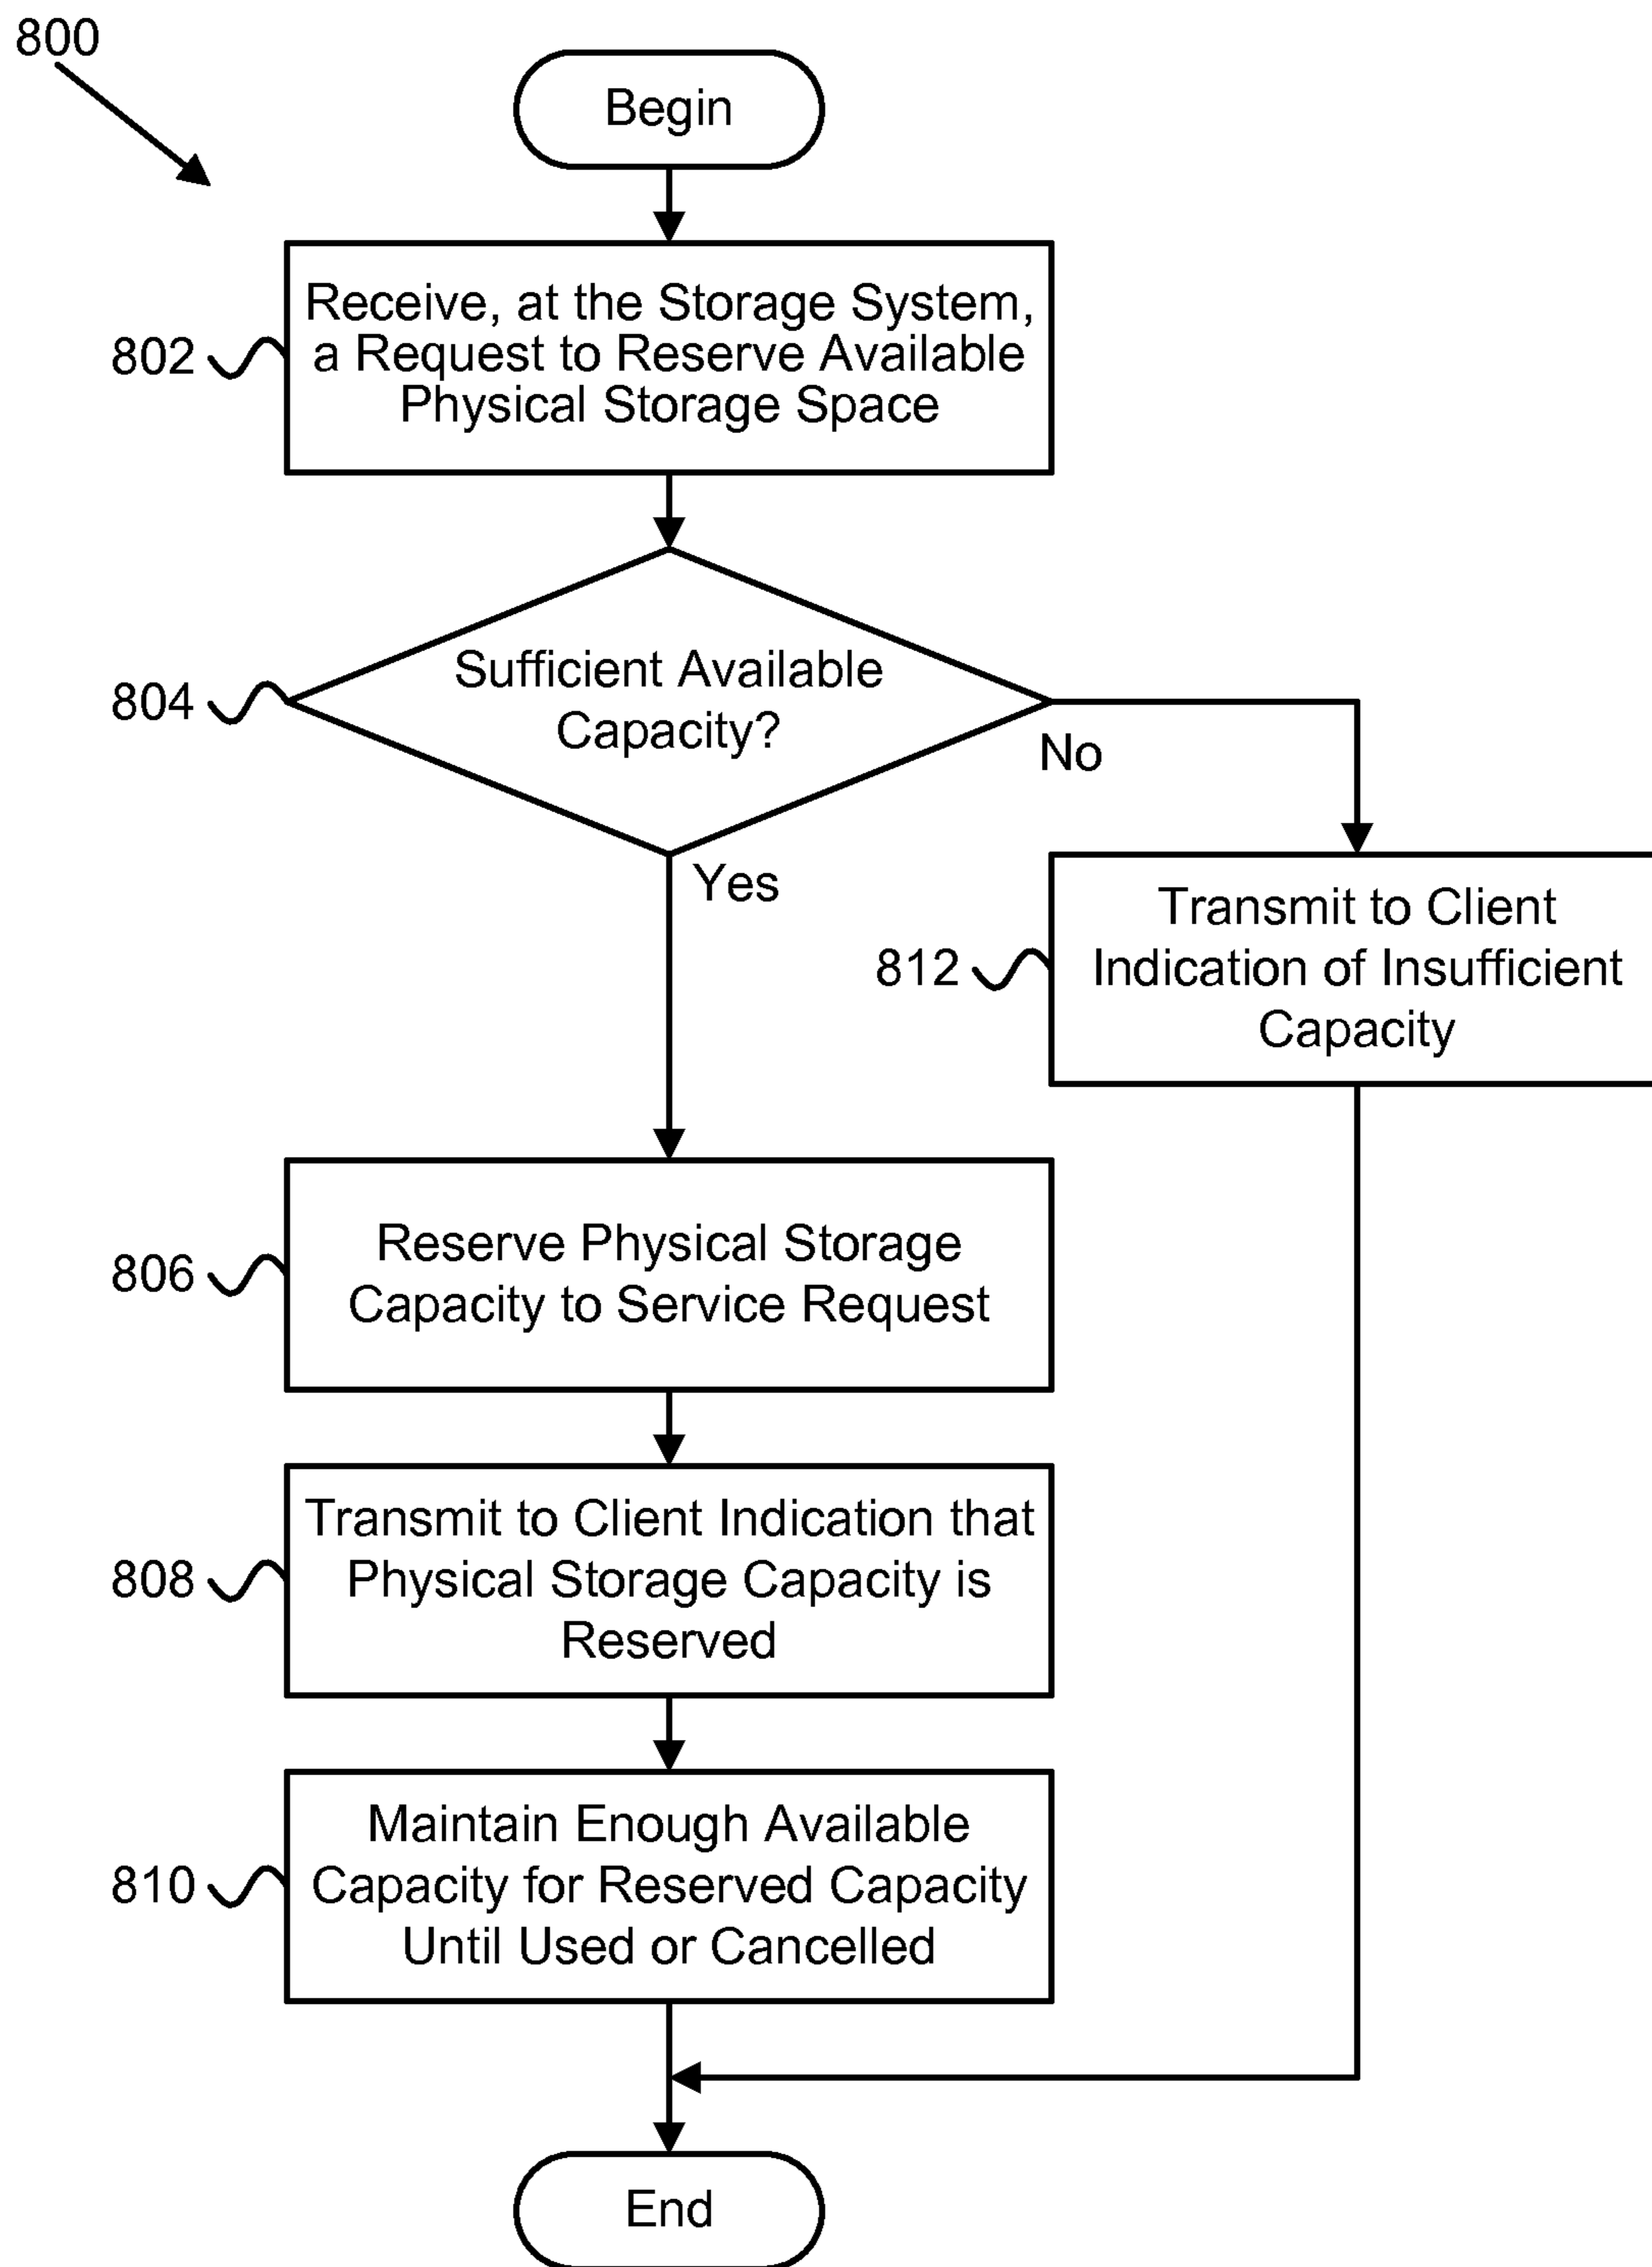 800
Begin
802
Receive, at the Storage System,
a Request to Reserve Available
Physical Storage Space
804
Sufficient Available
Capacity?
No
Yes
812
Transmit to Client
Indication of Insufficient
Capacity
806
Reserve Physical Storage
Capacity to Service Request
808
Transmit to Client Indication that
Physical Storage Capacity is
Reserved
810
Maintain Enough Available
Capacity for Reserved Capacity
Until Used or Cancelled
End